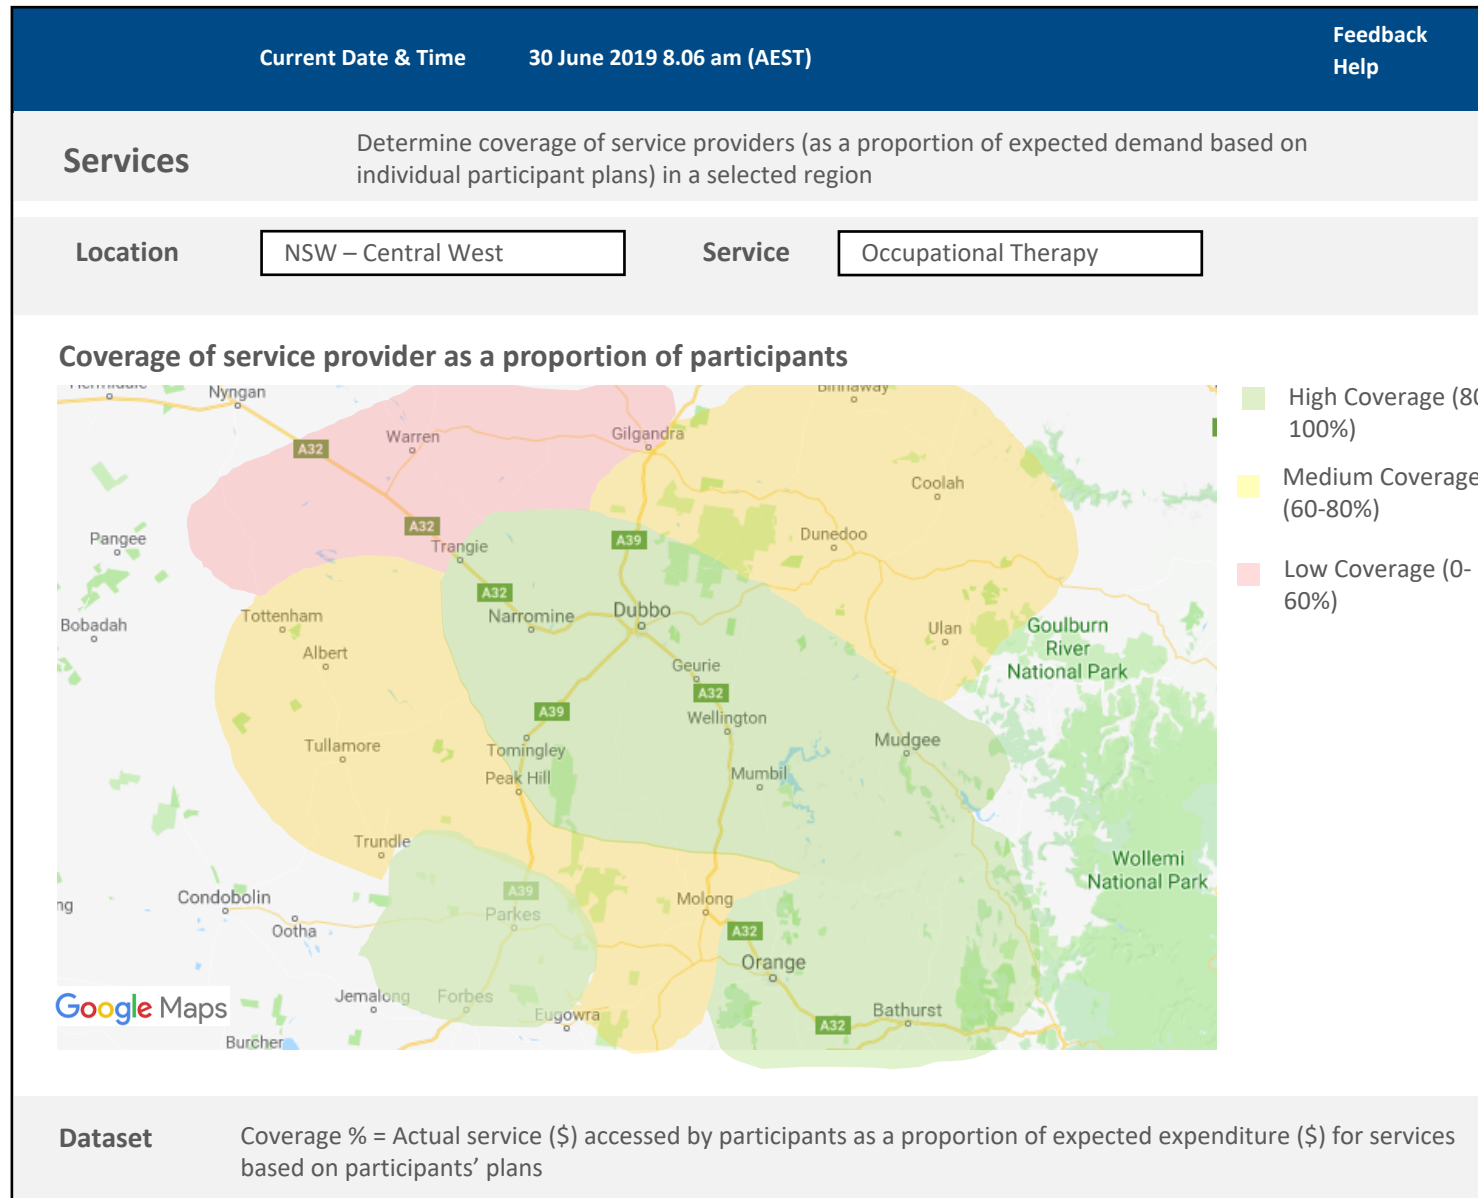 Feedback
Current Date & Time 30 June 2019 8.06 am (AEST)
Help
Services
Determine coverage of service providers (as a proportion of expected demand based on
individual participant plans) in a selected region
Location NSW – Central West Service Occupational Therapy
Coverage of service provider as a proportion of participants
Nyngan
Binnaway
Warren
Gilgandra
A32
Coolah
A32
Pangee
Trangie
A39
Dunedoo
A32
Tottenham
Narromine
Dubbo
Bobadah
Ulan
Goulburn
River
National Park
Albert
Geurie
A32
A39
Wellington
Tullamore
Tomingley
Mudgee
Peak Hill
Mumbil
Trundle
Wollemi
National Park
Condobolin
A39
Molong
ng
Parkes
Ootha
A32
Orange
Jemalong
Forbes
Eugowra
Bathurst
A32
Google Maps
Burcher
High Coverage (80
100%)
Medium Coverage
(60-80%)
Low Coverage (0-
60%)
Dataset
Coverage % = Actual service ($) accessed by participants as a proportion of expected expenditure ($) for services
based on participants’ plans